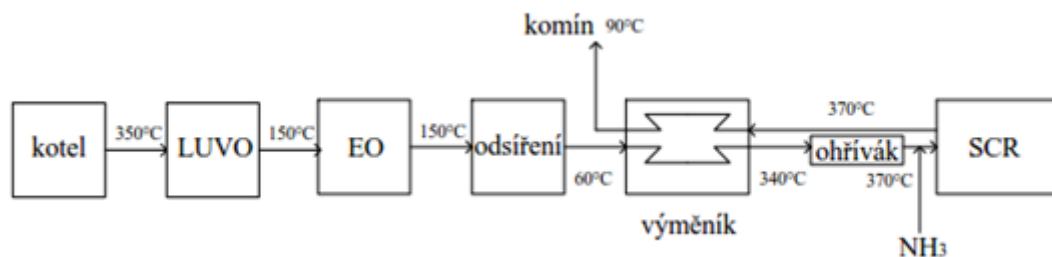 komín 90°C
kotel 350°C LUVO 150°C EO 150°C odsíření 60°C
370°C
ohřívák
340°C 370°C
SCR
výměník
NH₃